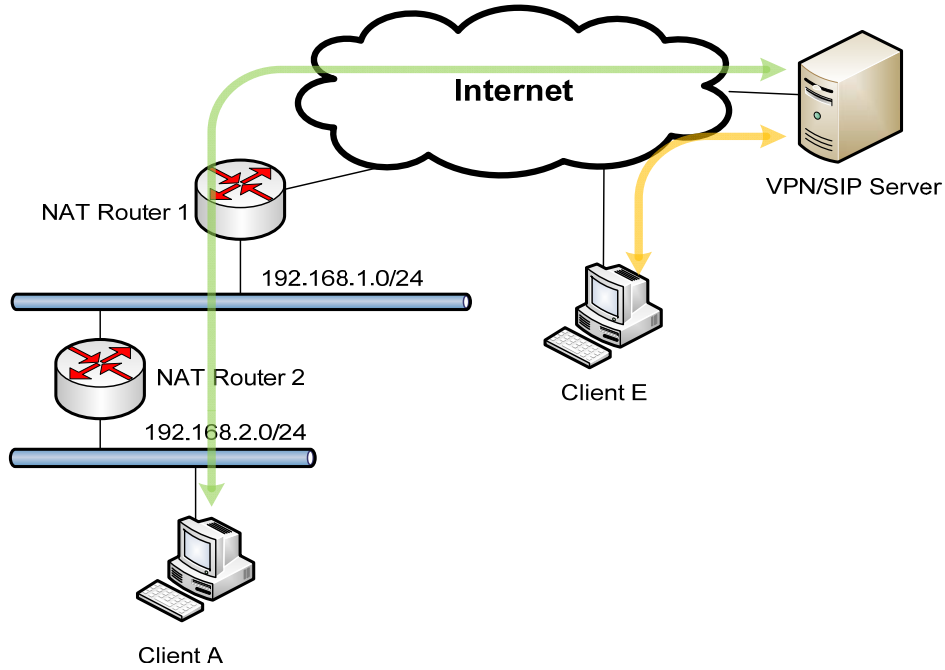 Internet
VPN/SIP Server
NAT Router 1
192.168.1.0/24
NAT Router 2
Client E
192.168.2.0/24
Client A